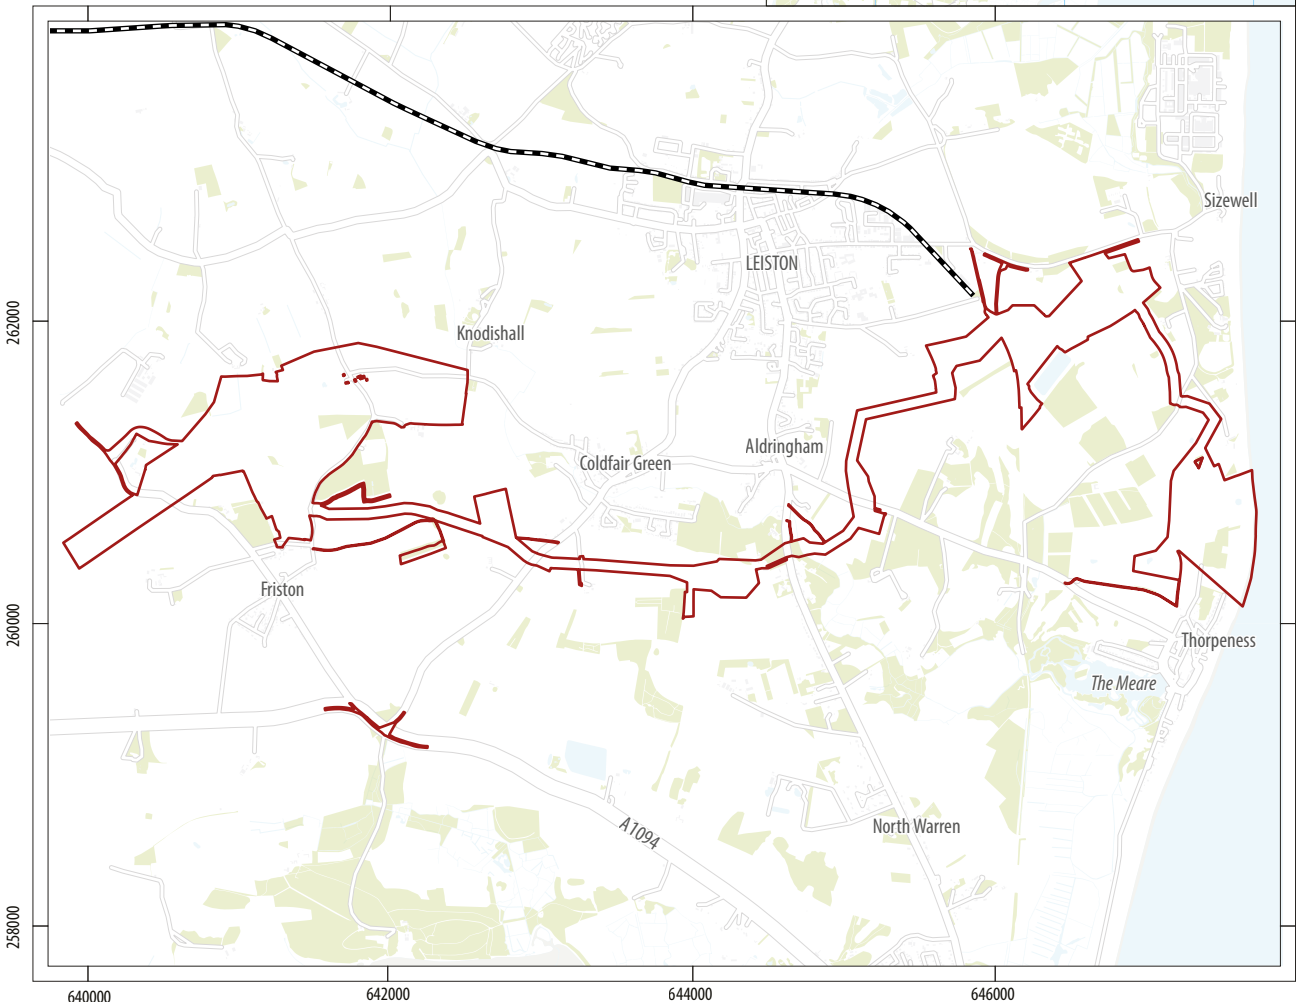 Sizewell
LEISTON
262000
Knodishall
Aldringham
Coldfair Green
Friston
260000
Thorpeness
The Meare
A1094
North Warren
258000
640000
642000
644000
646000